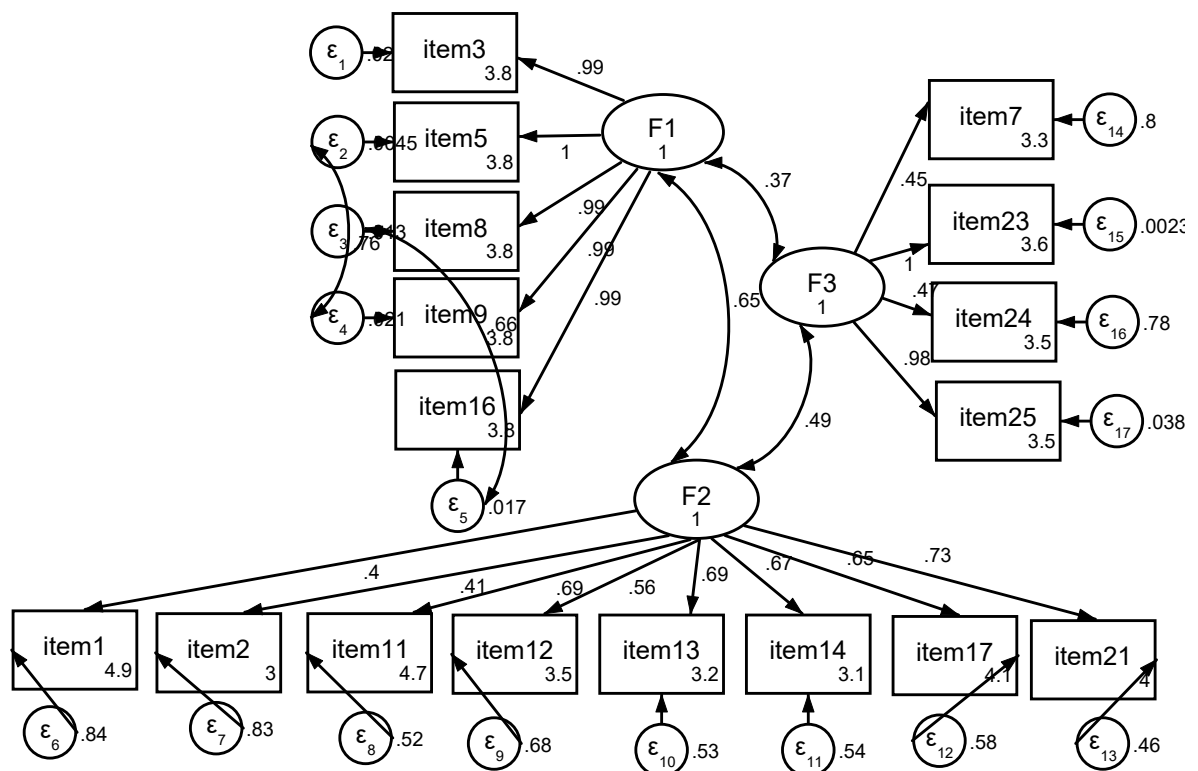 ε1
item3
3.8
.99
F1
1
ε2
.0045
item5
3.8
1
ε3
item8
3.8
.99
.76
ε4
.021
item9
3.8
.66
.99
item16
3.8
.99
ε5
.017
.37
.65
.49
F3
1
.45
item7
3.3
ε14
.8
1
item23
3.6
ε15
.0023
.47
item24
3.5
ε16
.78
.98
item25
3.5
ε17
.038
F2
1
.4
.41
.69
.56
.69
.67
.65
.73
item1
4.9
item2
3
item11
4.7
item12
3.5
item13
3.2
item14
3.1
item17
4.1
item21
4
ε6
.84
ε7
.83
ε8
.52
ε9
.68
ε10
.53
ε11
.54
ε12
.58
ε13
.46